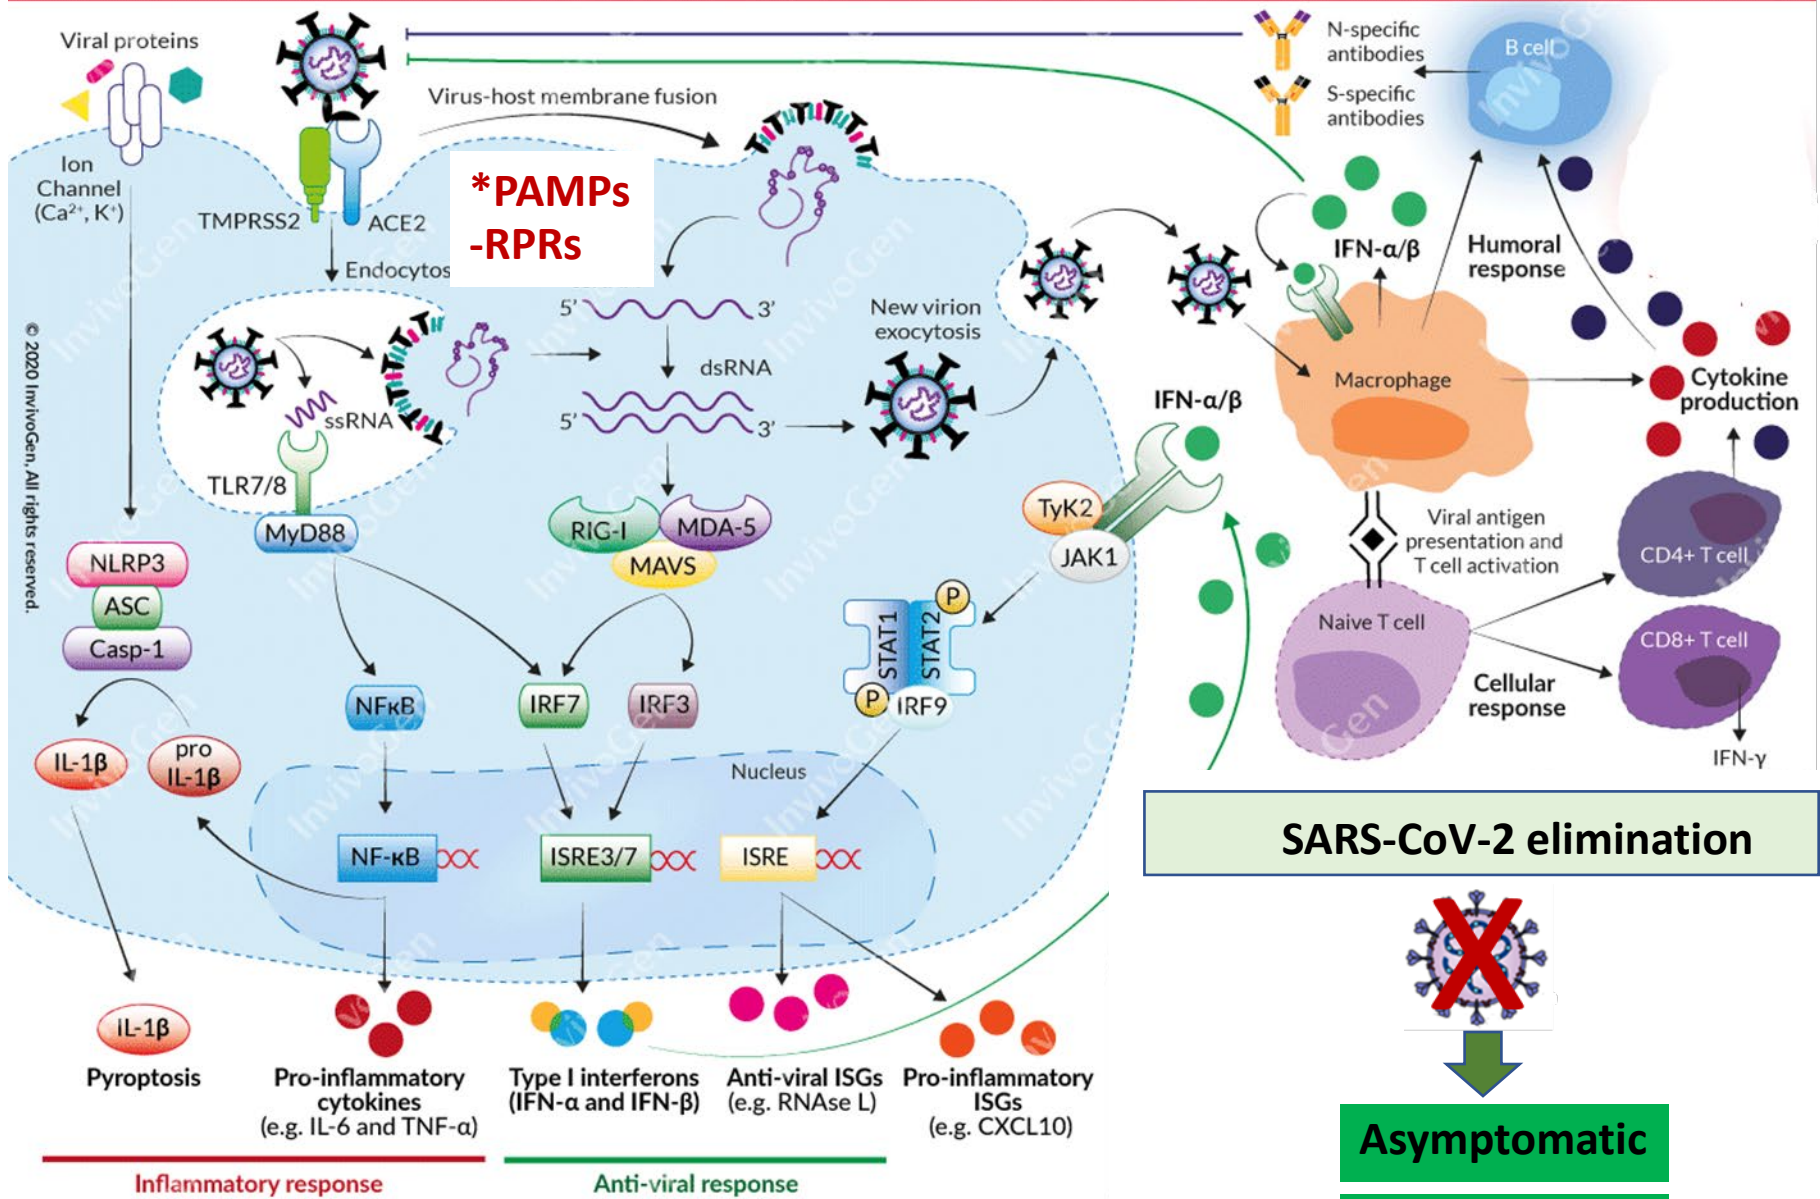 Viral proteins
Ion
Channel
(Ca²⁺, K⁺)
TMPRSS2
ACE2
Endocytos
Virus-host membrane fusion
*PAMPs
-RPRs
© 2020 InvivoGen, All rights reserved.
ssRNA
TLR7/8
MyD88
5’
3’
dsRNA
5’
3’
New virion
exocytosis
RIG-I
MDA-5
MAVS
NLRP3
ASC
Casp-1
IL-1β
pro
IL-1β
NFκB
IRF7
IRF3
TyK2
JAK1
IFN-α/β
STAT1
STAT2
P
P
IRF9
Nucleus
NF-κB
ISRE3/7
ISRE
IL-1β
Pyroptosis
Pro-inflammatory
cytokines
(e.g. IL-6 and TNF-α)
Type I interferons
(IFN-α and IFN-β)
Anti-viral ISGs
(e.g. RNAse L)
Pro-inflammatory
ISGs
(e.g. CXCL10)
Inflammatory response
Anti-viral response
N-specific
antibodies
S-specific
antibodies
B cell
IFN-α/β
Humoral
response
Macrophage
Cytokine
production
Viral antigen
presentation and
T cell activation
Naive T cell
CD4+ T cell
CD8+ T cell
Cellular
response
IFN-γ
SARS-CoV-2 elimination
Asymptomatic
InvivoGen